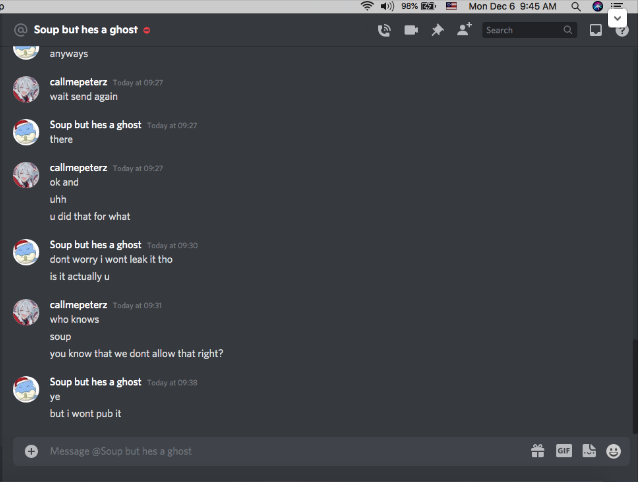 98% Mon Dec 6 9:45 AM
@ Soup but hes a ghost Search
anyways
callmepeterz Today at 09:27
wait send again
Soup but hes a ghost Today at 09:27
there
callmepeterz Today at 09:27
ok and
uhh
u did that for what
Soup but hes a ghost Today at 09:30
dont worry i wont leak it tho
is it actually u
callmepeterz Today at 09:31
who knows
soup
you know that we dont allow that right?
Soup but hes a ghost Today at 09:38
ye
but i wont pub it
Message @Soup but hes a ghost GIF